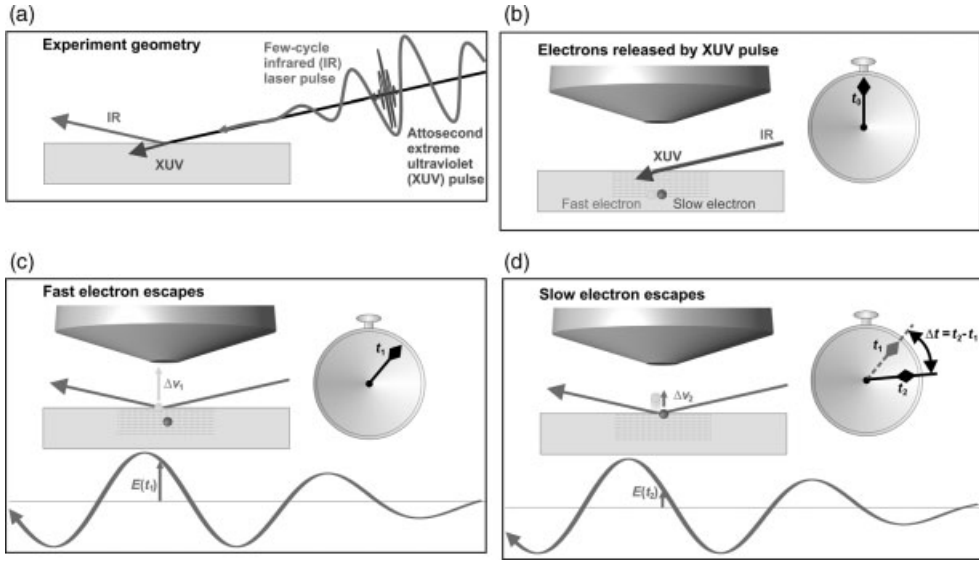 (a)
Experiment geometry
Few-cycle
infrared (IR)
laser pulse
IR
XUV
Attosecond
extreme
ultraviolet
(XUV) pulse
(b)
Electrons released by XUV pulse
t₀
IR
XUV
Fast electron
Slow electron
(c)
Fast electron escapes
t₁
Δv₁
E(t₁)
(d)
Slow electron escapes
Δt = t₂-t₁
t₁
t₂
Δv₂
E(t₂)